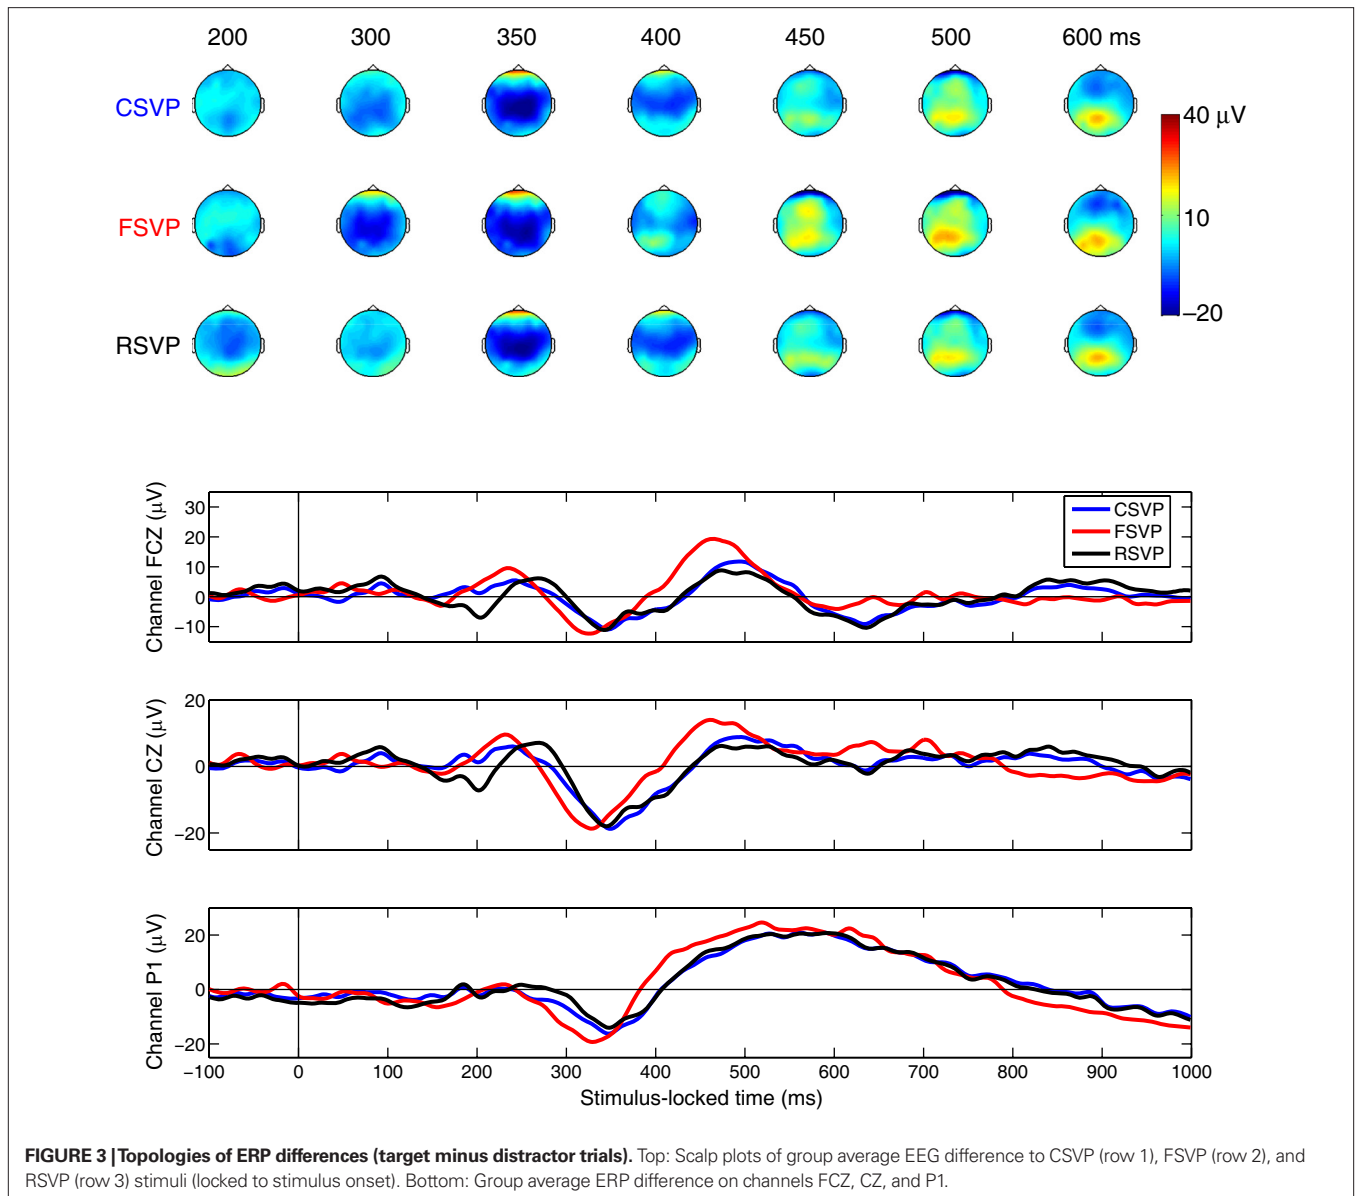 200 300 350 400 450 500 600 ms
CSVP
40 μV
FSVP
10
RSVP
–20
Channel FCZ (μV)
30
20
10
0
−10
CSVP
FSVP
RSVP
Channel CZ (μV)
20
0
−20
Channel P1 (μV)
20
0
−20
−100 0 100 200 300 400 500 600 700 800 900 1000
Stimulus-locked time (ms)
FIGURE 3 | Topologies of ERP differences (target minus distractor trials). Top: Scalp plots of group average EEG difference to CSVP (row 1), FSVP (row 2), and
RSVP (row 3) stimuli (locked to stimulus onset). Bottom: Group average ERP difference on channels FCZ, CZ, and P1.